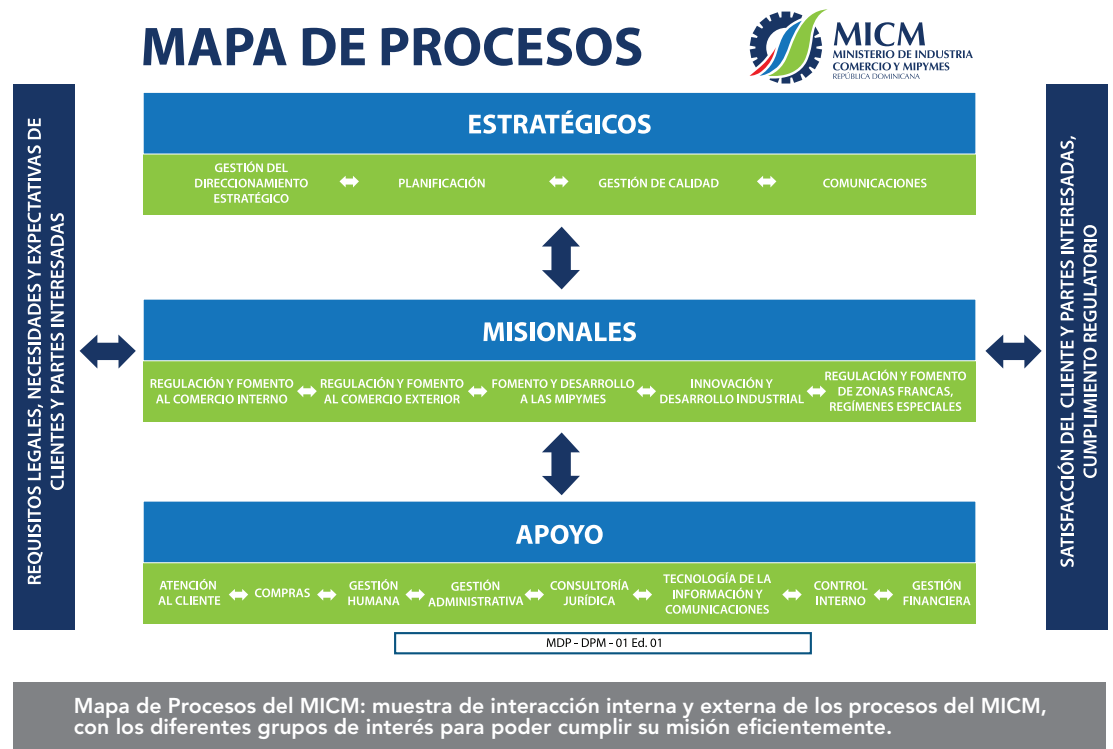 MAPA DE PROCESOS
MICM
MINISTERIO DE INDUSTRIA
COMERCIO Y MIPYMES
REPÚBLICA DOMINICANA
REQUISITOS LEGALES, NECESIDADES Y EXPECTATIVAS DE
CLIENTES Y PARTES INTERESADAS
ESTRATÉGICOS
GESTIÓN DEL
DIRECCIONAMIENTO
ESTRATÉGICO
PLANIFICACIÓN
GESTIÓN DE CALIDAD
COMUNICACIONES
MISIONALES
REGULACIÓN Y FOMENTO
AL COMERCIO INTERNO
REGULACIÓN Y FOMENTO
AL COMERCIO EXTERIOR
FOMENTO Y DESARROLLO
A LAS MIPYMES
INNOVACIÓN Y
DESARROLLO INDUSTRIAL
REGULACIÓN Y FOMENTO
DE ZONAS FRANCAS,
REGÍMENES ESPECIALES
APOYO
ATENCIÓN
AL CLIENTE
COMPRAS
GESTIÓN
HUMANA
GESTIÓN
ADMINISTRATIVA
CONSULTORÍA
JURÍDICA
TECNOLOGÍA DE LA
INFORMACIÓN Y
COMUNICACIONES
CONTROL
INTERNO
GESTIÓN
FINANCIERA
SATISFACCIÓN DEL CLIENTE Y PARTES INTERESADAS,
CUMPLIMIENTO REGULATORIO
MDP - DPM - 01 Ed. 01
Mapa de Procesos del MICM: muestra de interacción interna y externa de los procesos del MICM,
con los diferentes grupos de interés para poder cumplir su misión eficientemente.